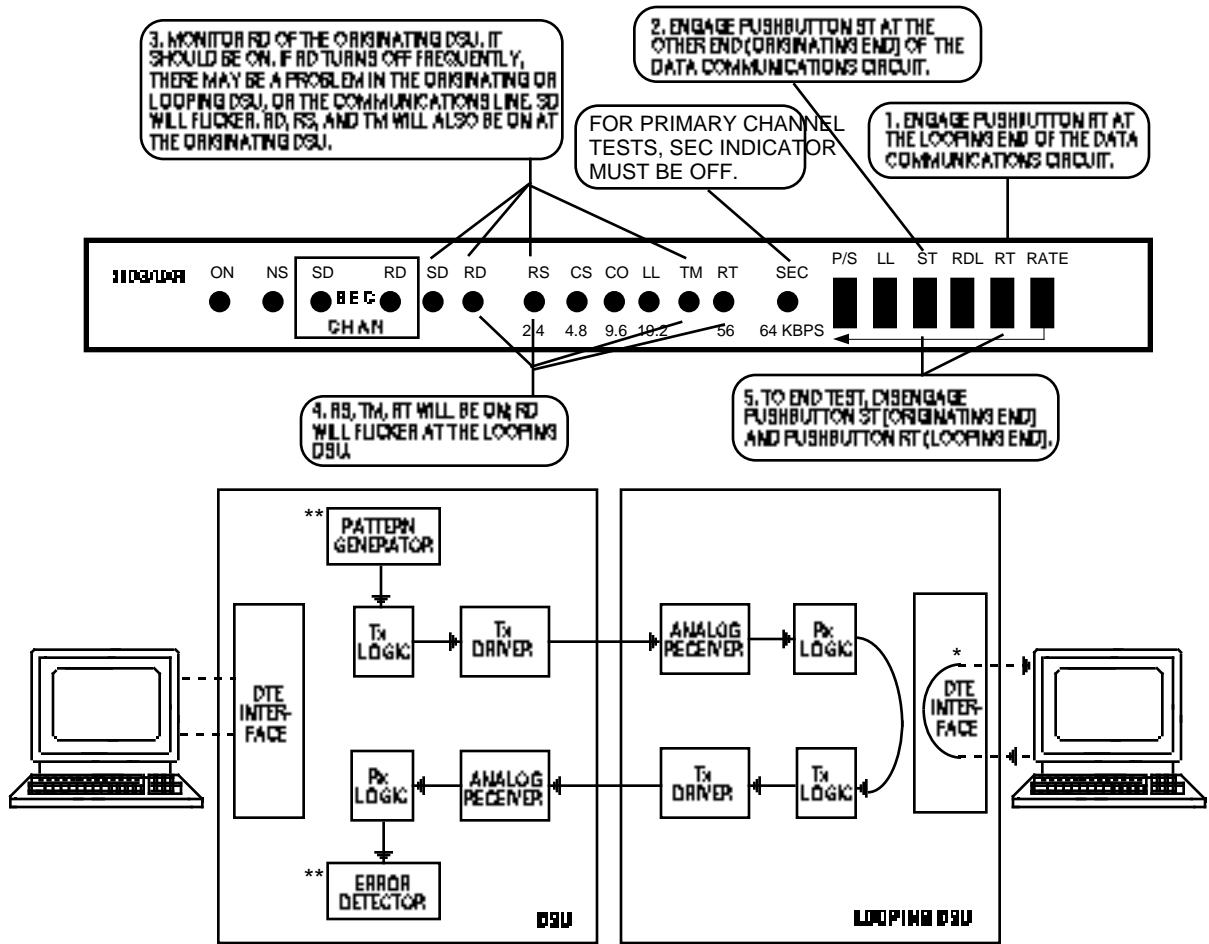 3. MONITOR RD OF THE ORIGINATING DSU. IT
SHOULD BE ON. IF RD TURNS OFF FREQUENTLY,
THERE MAY BE A PROBLEM IN THE ORIGINATING OR
LOOPING DSU, OR THE COMMUNICATIONS LINE. SD
WILL FLICKER. RD, RS, AND TM WILL ALSO BE ON AT
THE ORIGINATING DSU.
2. ENGAGE PUSHBUTTON ST AT THE
OTHER END (ORIGINATING END) OF THE
DATA COMMUNICATIONS CIRCUIT.
FOR PRIMARY CHANNEL
TESTS, SEC INDICATOR
MUST BE OFF.
1. ENGAGE PUSHBUTTON RT AT
THE LOOPING END OF THE DATA
COMMUNICATIONS CIRCUIT.
ON NS SD RD SD RD RS CS CO LL TM RT SEC P/S LL ST RDL RT RATE
SEC
CHAN
2.4 4.8 9.6 19.2 56 64 KBPS
4. RS, TM, RT WILL BE ON; RD
WILL FLICKER AT THE LOOPING
DSU.
5. TO END TEST, DISENGAGE
PUSHBUTTON ST (ORIGINATING END)
AND PUSHBUTTON RT (LOOPING END).
** PATTERN
GENERATOR
Tx
LOGIC
Tx
DRIVER
ANALOG
RECEIVER
Rx
LOGIC
*
DTE
INTER-
FACE
DTE
INTER-
FACE
Rx
LOGIC
ANALOG
RECEIVER
Tx
DRIVER
Tx
LOGIC
** ERROR
DETECTOR
DSU
LOOPING DSU